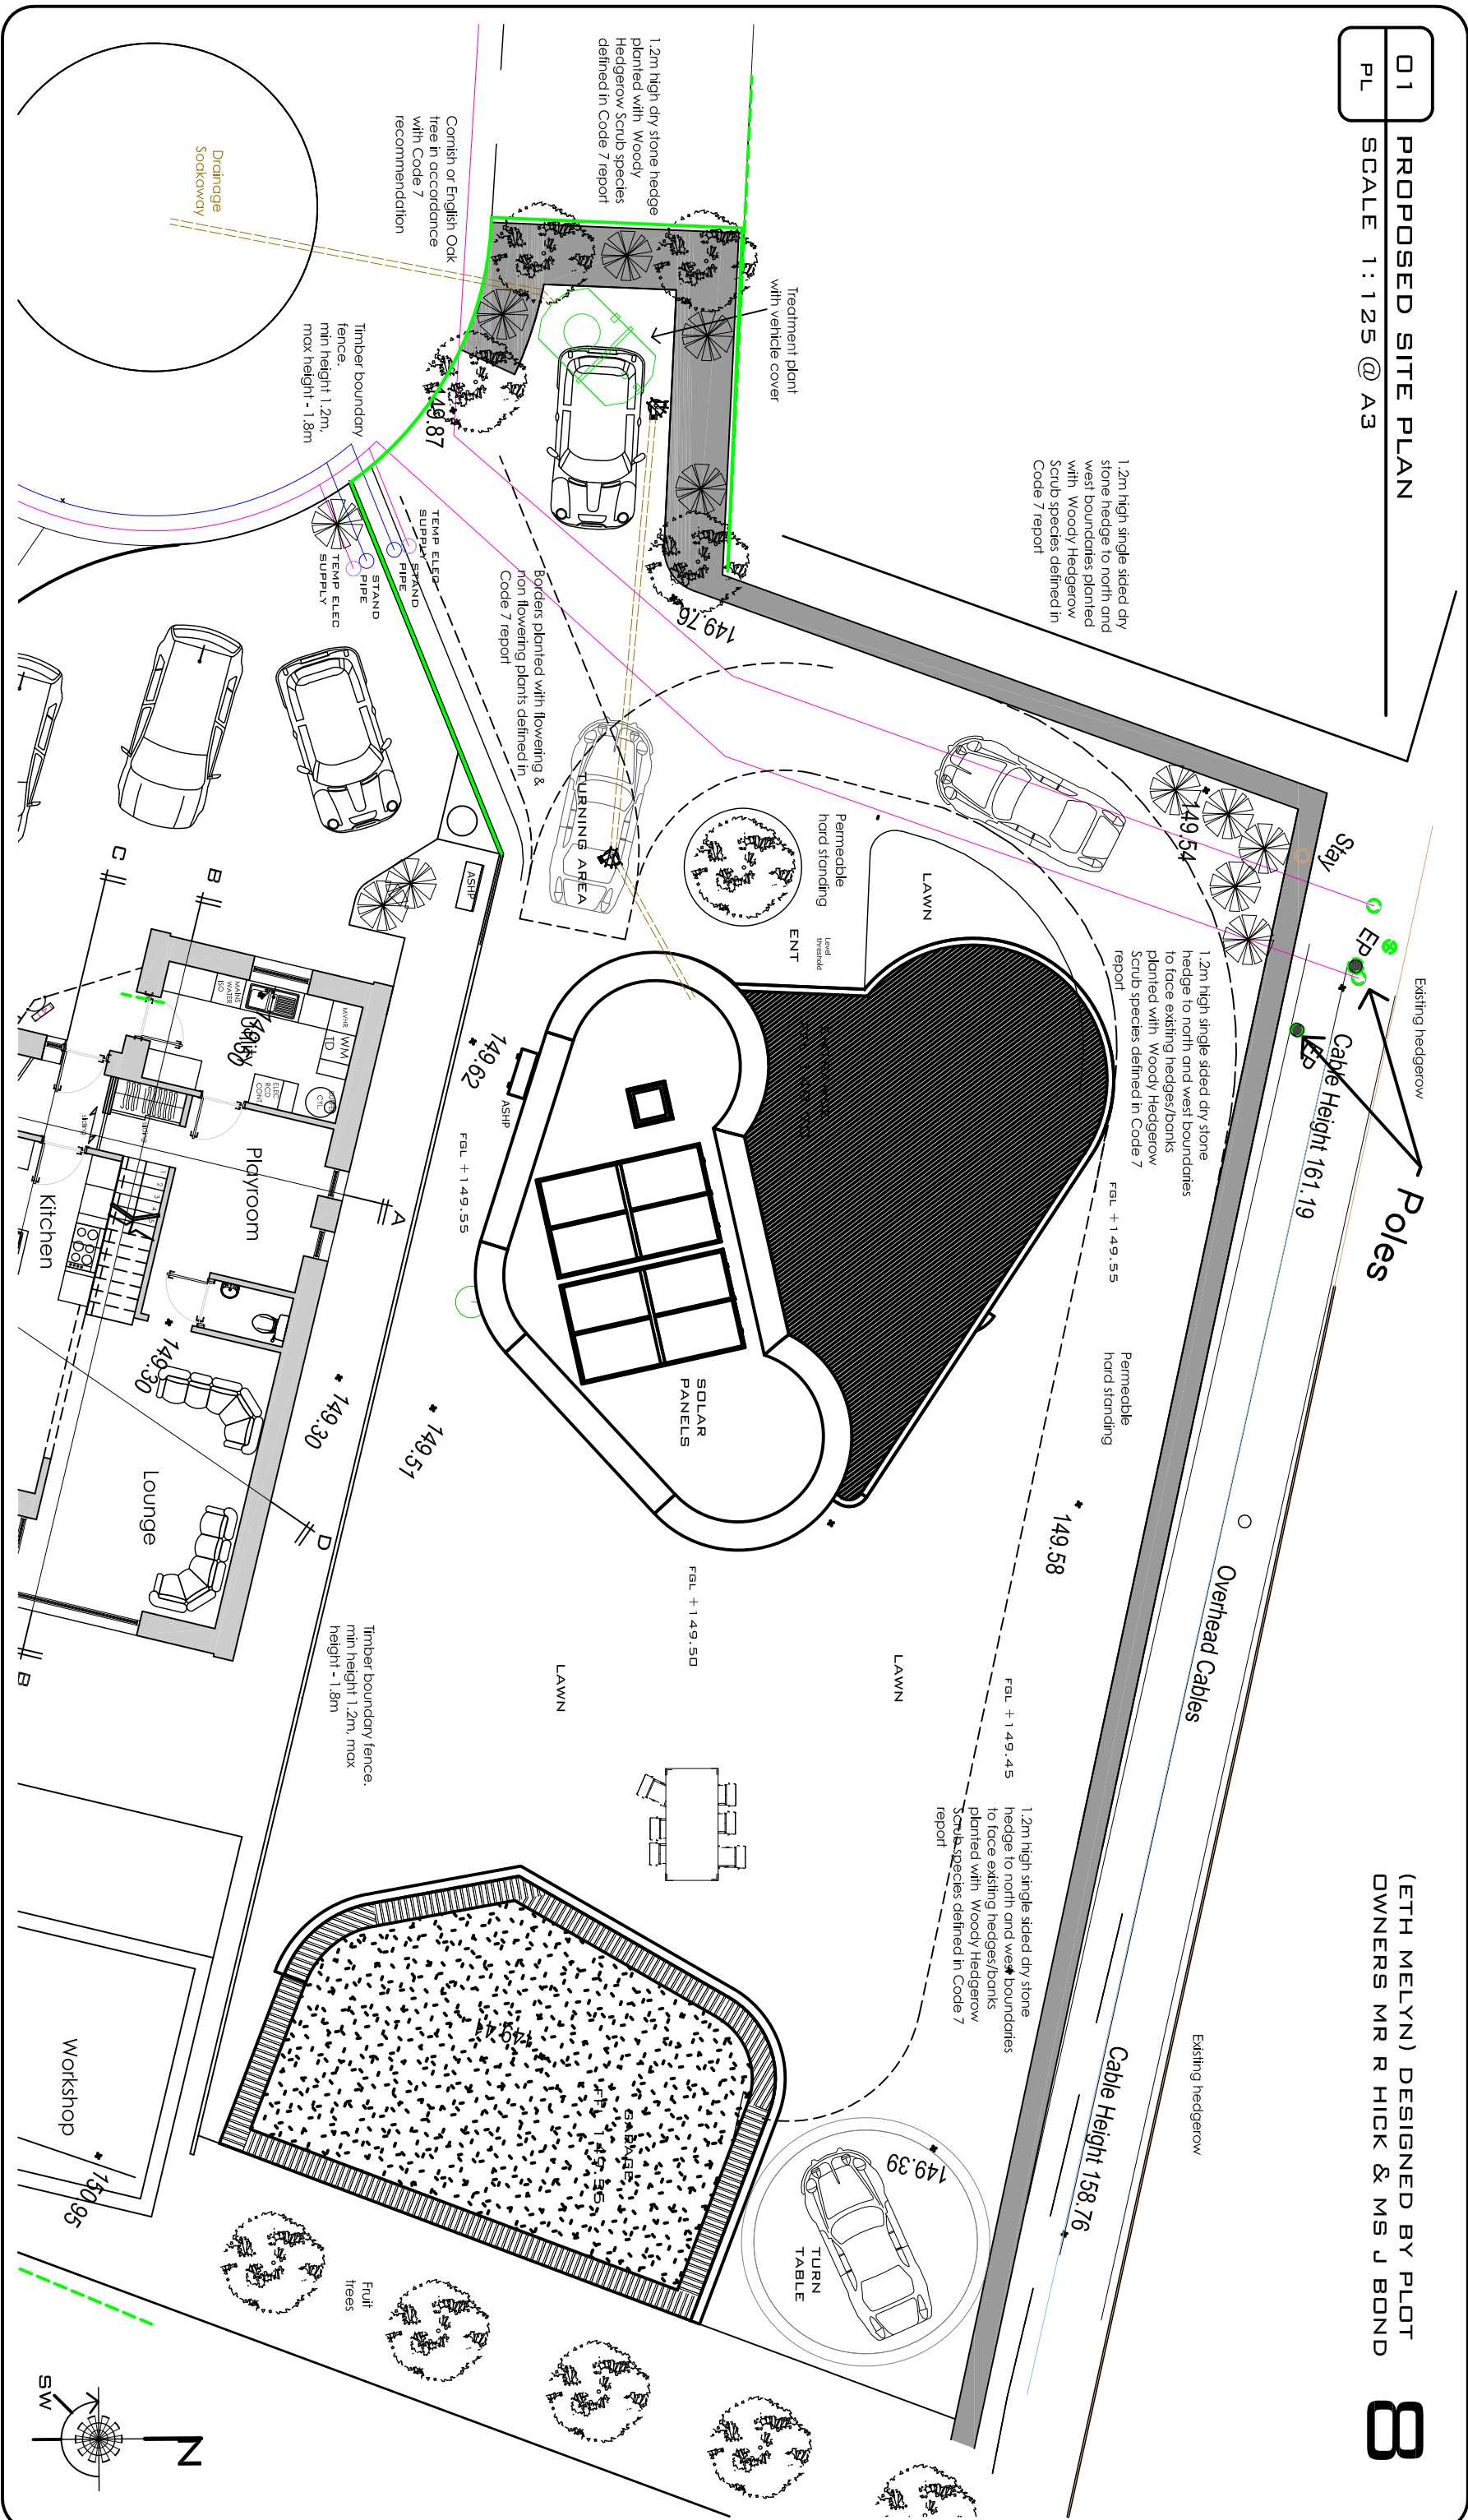 01
PL
PROPOSED SITE PLAN
SCALE 1:125 @ A3
(ETH MELYN) DESIGNED BY PLOT
OWNERS MR R HICK & MS J BOND
8
1.2m high dry stone hedge
planted with Woody
Hedgerow Scrub species
defined in Code 7 report
Cornish or English Oak
tree in accordance
with Code 7
recommendation
Drainage
Soakaway
Treatment plant
with vehicle cover
1.2m high single sided dry
stone hedge to north and
west boundaries planted
with Woody Hedgerow
Scrub species defined in
Code 7 report
Timber boundary
fence.
min height 1.2m,
max height - 1.8m
149.87
TEMP ELEC
SUPPLY
STAND
PIPE
STAND
PIPE
TEMP ELEC
SUPPLY
149.76
Borders planted with flowering &
non flowering plants defined in
Code 7 report
TURNING AREA
Permeable
hard standing
LAWN
ENT
Level
threshold
149.54
Stay
EP
EP
Existing hedgerow
Cable Height 161.19
Poles
1.2m high single sided dry stone
hedge to north and west boundaries
to face existing hedges/banks
planted with Woody Hedgerow
Scrub species defined in Code 7
report
FGL +149.55
Permeable
hard standing
149.58
Overhead Cables
ASHP
C
B
149.62
ASHP
FGL +149.55
SOLAR
PANELS
MAINS
WATER
ISO
MVHR
WM
TD
ELEC
RCD
CONT
CYL
Playroom
Kitchen
A
149.30
149.30
149.51
Lounge
D
B
FGL +149.50
LAWN
LAWN
FGL +149.45
Timber boundary fence.
min height 1.2m, max
height - 1.8m
1.2m high single sided dry stone
hedge to north and west boundaries
to face existing hedges/banks
planted with Woody Hedgerow
Scrub species defined in Code 7
report
Existing hedgerow
Cable Height 158.76
149.41
GARAGE
149.39
TURN
TABLE
Workshop
150.95
Fruit
trees
SW
N